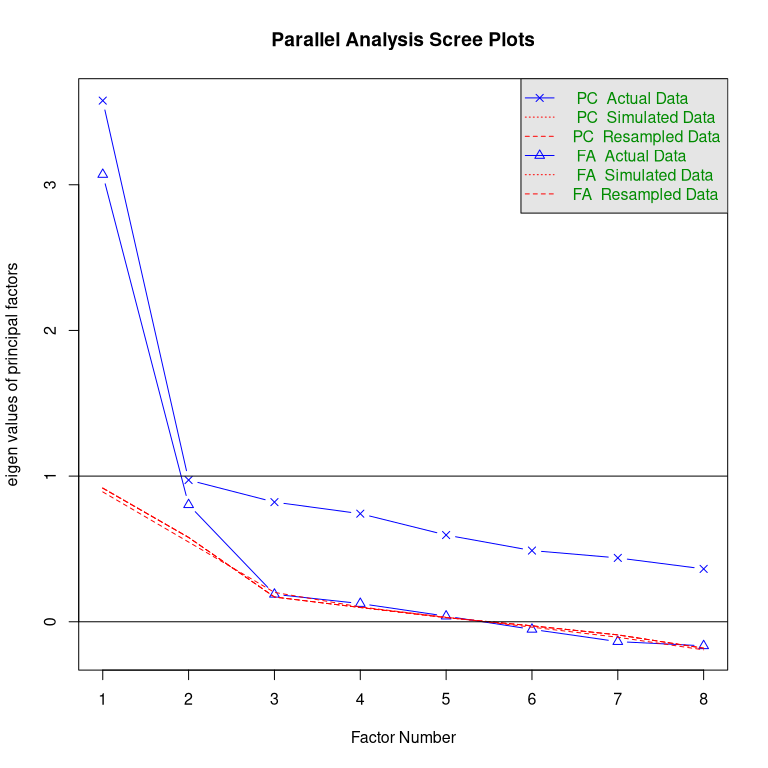 Parallel Analysis Scree Plots
PC  Actual Data
PC  Simulated Data
PC  Resampled Data
FA  Actual Data
FA  Simulated Data
FA  Resampled Data
eigen values of principal factors
3
2
1
0
1 2 3 4 5 6 7 8
Factor Number